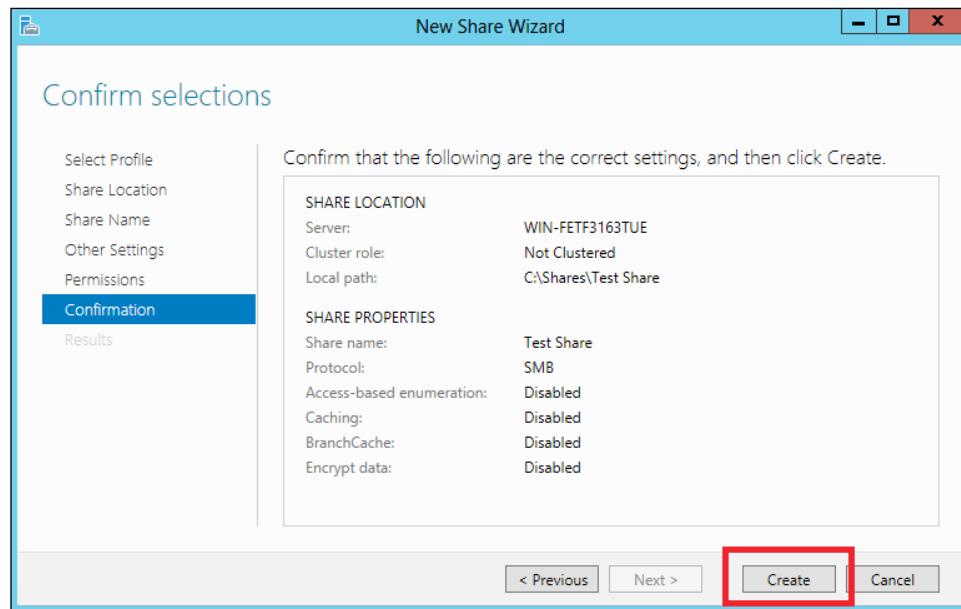 New Share Wizard
Confirm selections
Select Profile
Share Location
Share Name
Other Settings
Permissions
Confirmation
Results
Confirm that the following are the correct settings, and then click Create.
SHARE LOCATION
Server: WIN-FETF3163TUE
Cluster role: Not Clustered
Local path: C:\Shares\Test Share
SHARE PROPERTIES
Share name: Test Share
Protocol: SMB
Access-based enumeration: Disabled
Caching: Disabled
BranchCache: Disabled
Encrypt data: Disabled
< Previous Next > Create Cancel